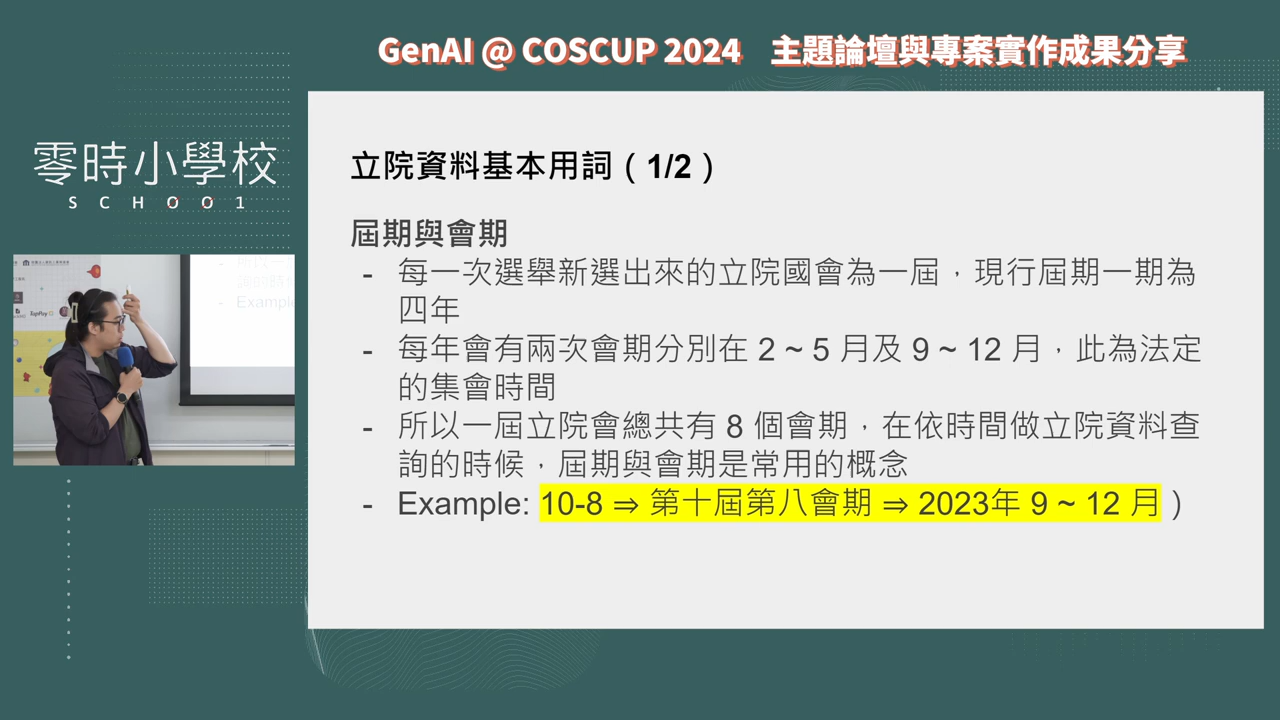 GenAI @ COSCUP 2024 主題論壇與專案實作成果分享
零時小學校
SCHOO1
立院資料基本用詞（1/2）
屆期與會期
- 每一次選舉新選出來的立院國會為一屆，現行屆期一期為
四年
- 每年會有兩次會期分別在 2 ~ 5 月及 9 ~ 12 月，此為法定
的集會時間
- 所以一屆立院會總共有 8 個會期，在依時間做立院資料查
詢的時候，屆期與會期是常用的概念
- Example: 10-8 ⇒ 第十屆第八會期 ⇒ 2023年 9 ~ 12 月）
- Example